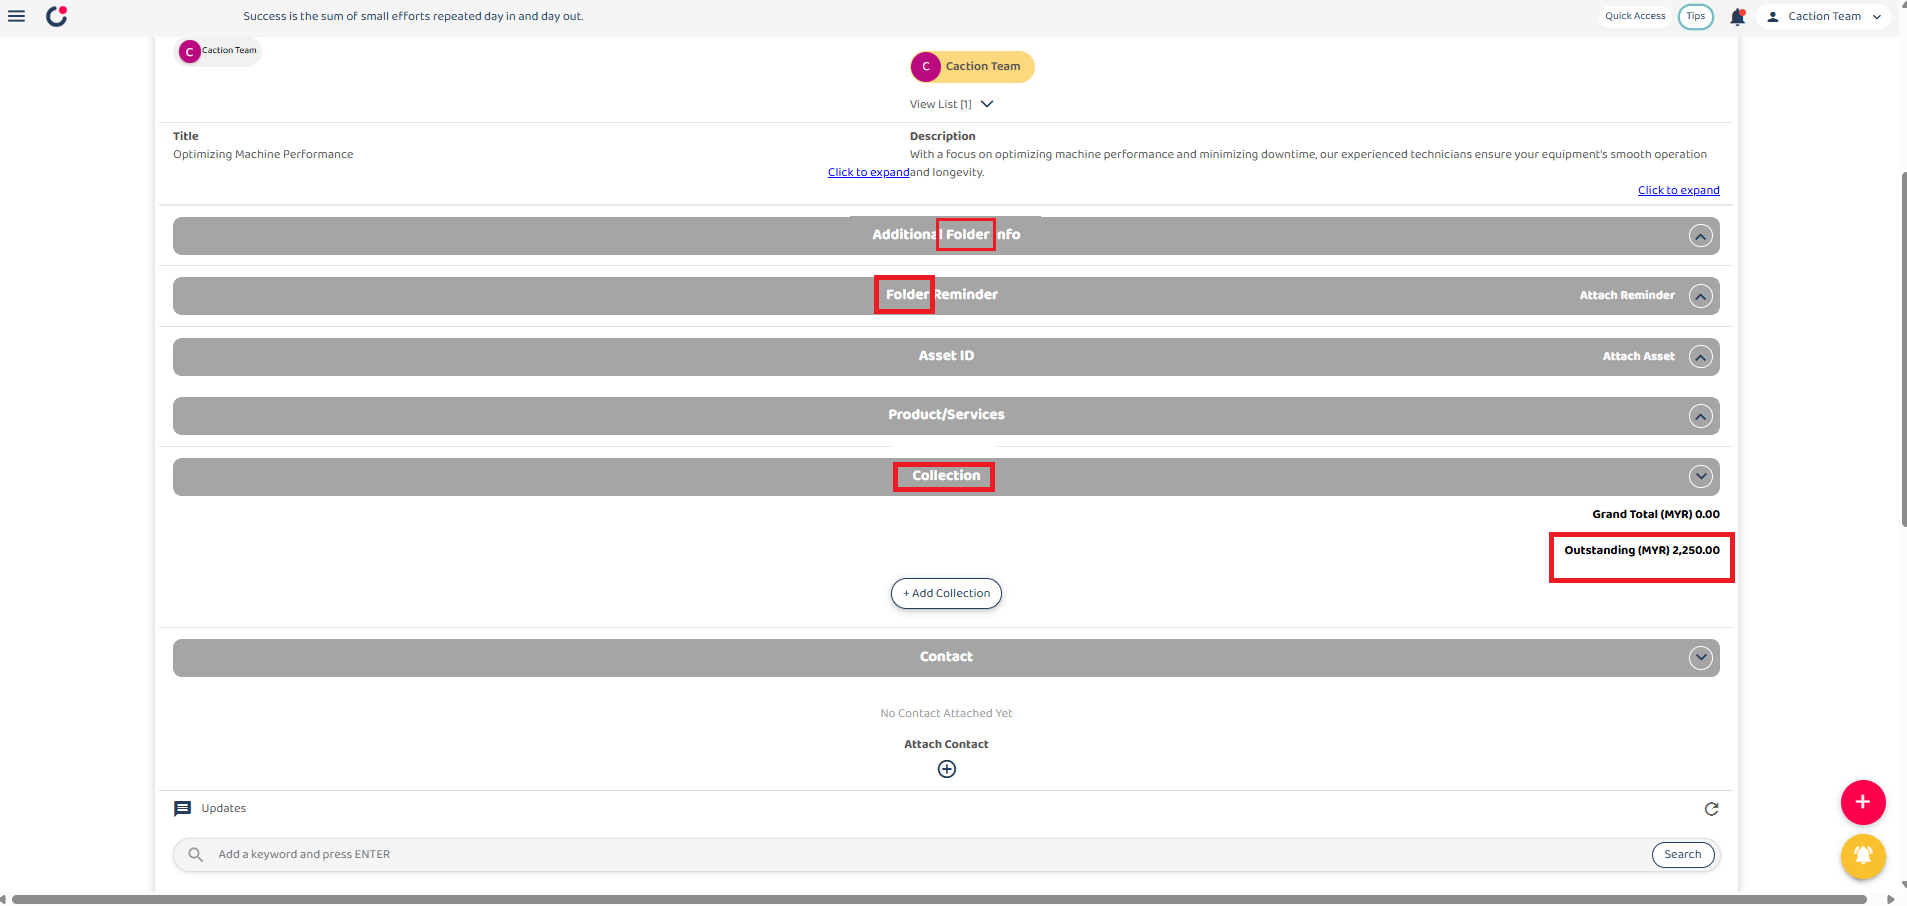 Success is the sum of small efforts repeated day in and day out.
Quick Access
Tips
Caction Team
C Caction Team
C Caction Team
View List [1]
Title
Optimizing Machine Performance
Click to expand
Description
With a focus on optimizing machine performance and minimizing downtime, our experienced technicians ensure your equipment's smooth operation
and longevity.
Click to expand
Additional Folder Info
Folder Reminder
Attach Reminder
Asset ID
Attach Asset
Product/Services
Collection
Grand Total (MYR) 0.00
Outstanding (MYR) 2,250.00
+ Add Collection
Contact
No Contact Attached Yet
Attach Contact
Updates
Add a keyword and press ENTER
Search